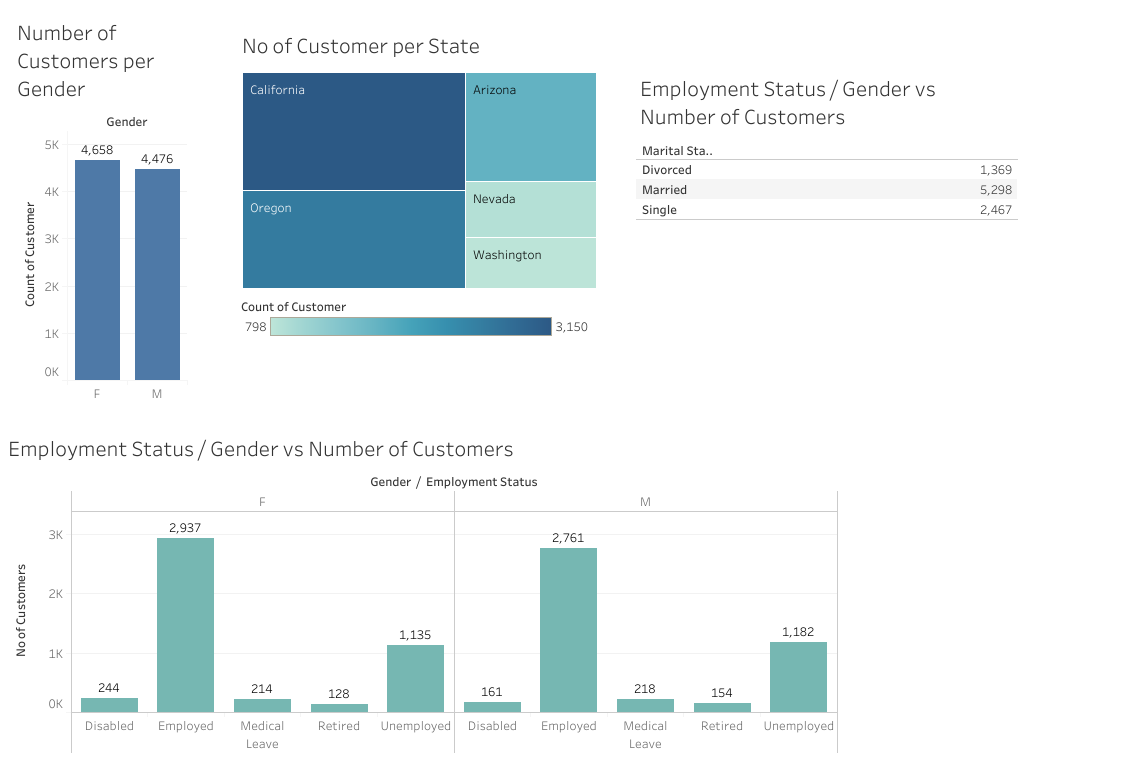 Number of
Customers per
Gender
Gender
5K
4K
3K
2K
1K
0K
Count of Customer
4,658
4,476
F
M
No of Customer per State
California
Arizona
Oregon
Nevada
Washington
Count of Customer
798
3,150
Employment Status / Gender vs
Number of Customers
Marital Sta..
Divorced 1,369
Married 5,298
Single 2,467
Employment Status / Gender vs Number of Customers
Gender / Employment Status
F
M
No of Customers
3K
2K
1K
0K
244
2,937
214
128
1,135
161
2,761
218
154
1,182
Disabled
Employed
Medical
Leave
Retired
Unemployed
Disabled
Employed
Medical
Leave
Retired
Unemployed